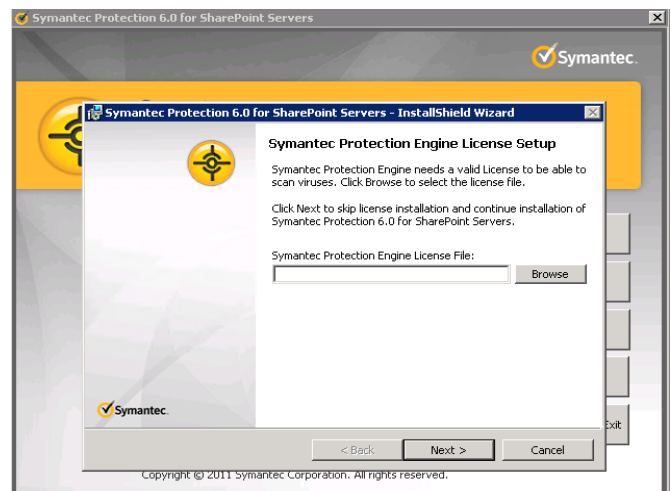 Symantec Protection 6.0 for SharePoint Servers
Symantec.
Symantec Protection 6.0 for SharePoint Servers - InstallShield Wizard
Symantec Protection Engine License Setup
Symantec Protection Engine needs a valid License to be able to
scan viruses. Click Browse to select the license file.
Click Next to skip license installation and continue installation of
Symantec Protection 6.0 for SharePoint Servers.
Symantec Protection Engine License File:
Browse
Symantec.
Exit
< Back
Next >
Cancel
Copyright © 2011 Symantec Corporation. All rights reserved.